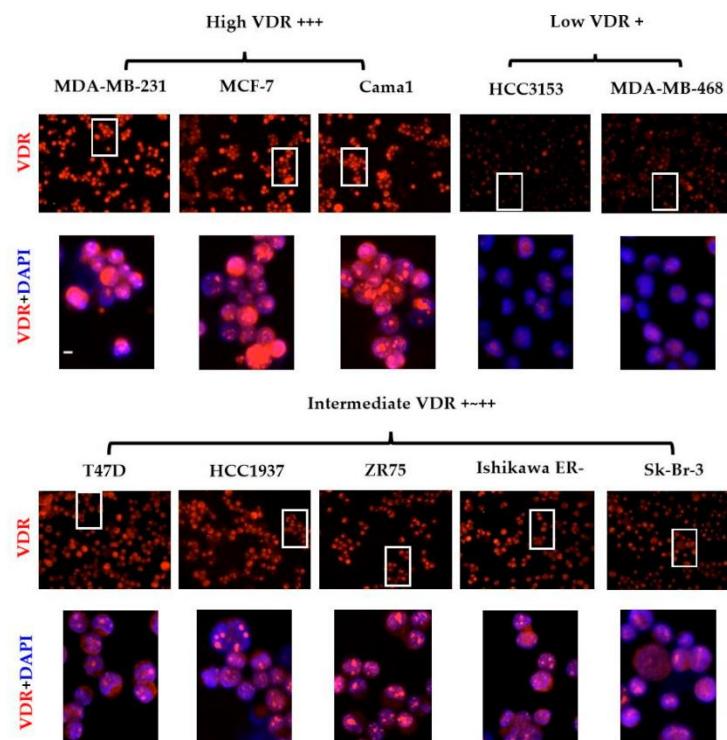 High VDR +++ Low VDR +
MDA-MB-231 MCF-7 Cama1 HCC3153 MDA-MB-468
VDR
VDR+DAPI
Intermediate VDR +~++
T47D HCC1937 ZR75 Ishikawa ER- Sk-Br-3
VDR
VDR+DAPI